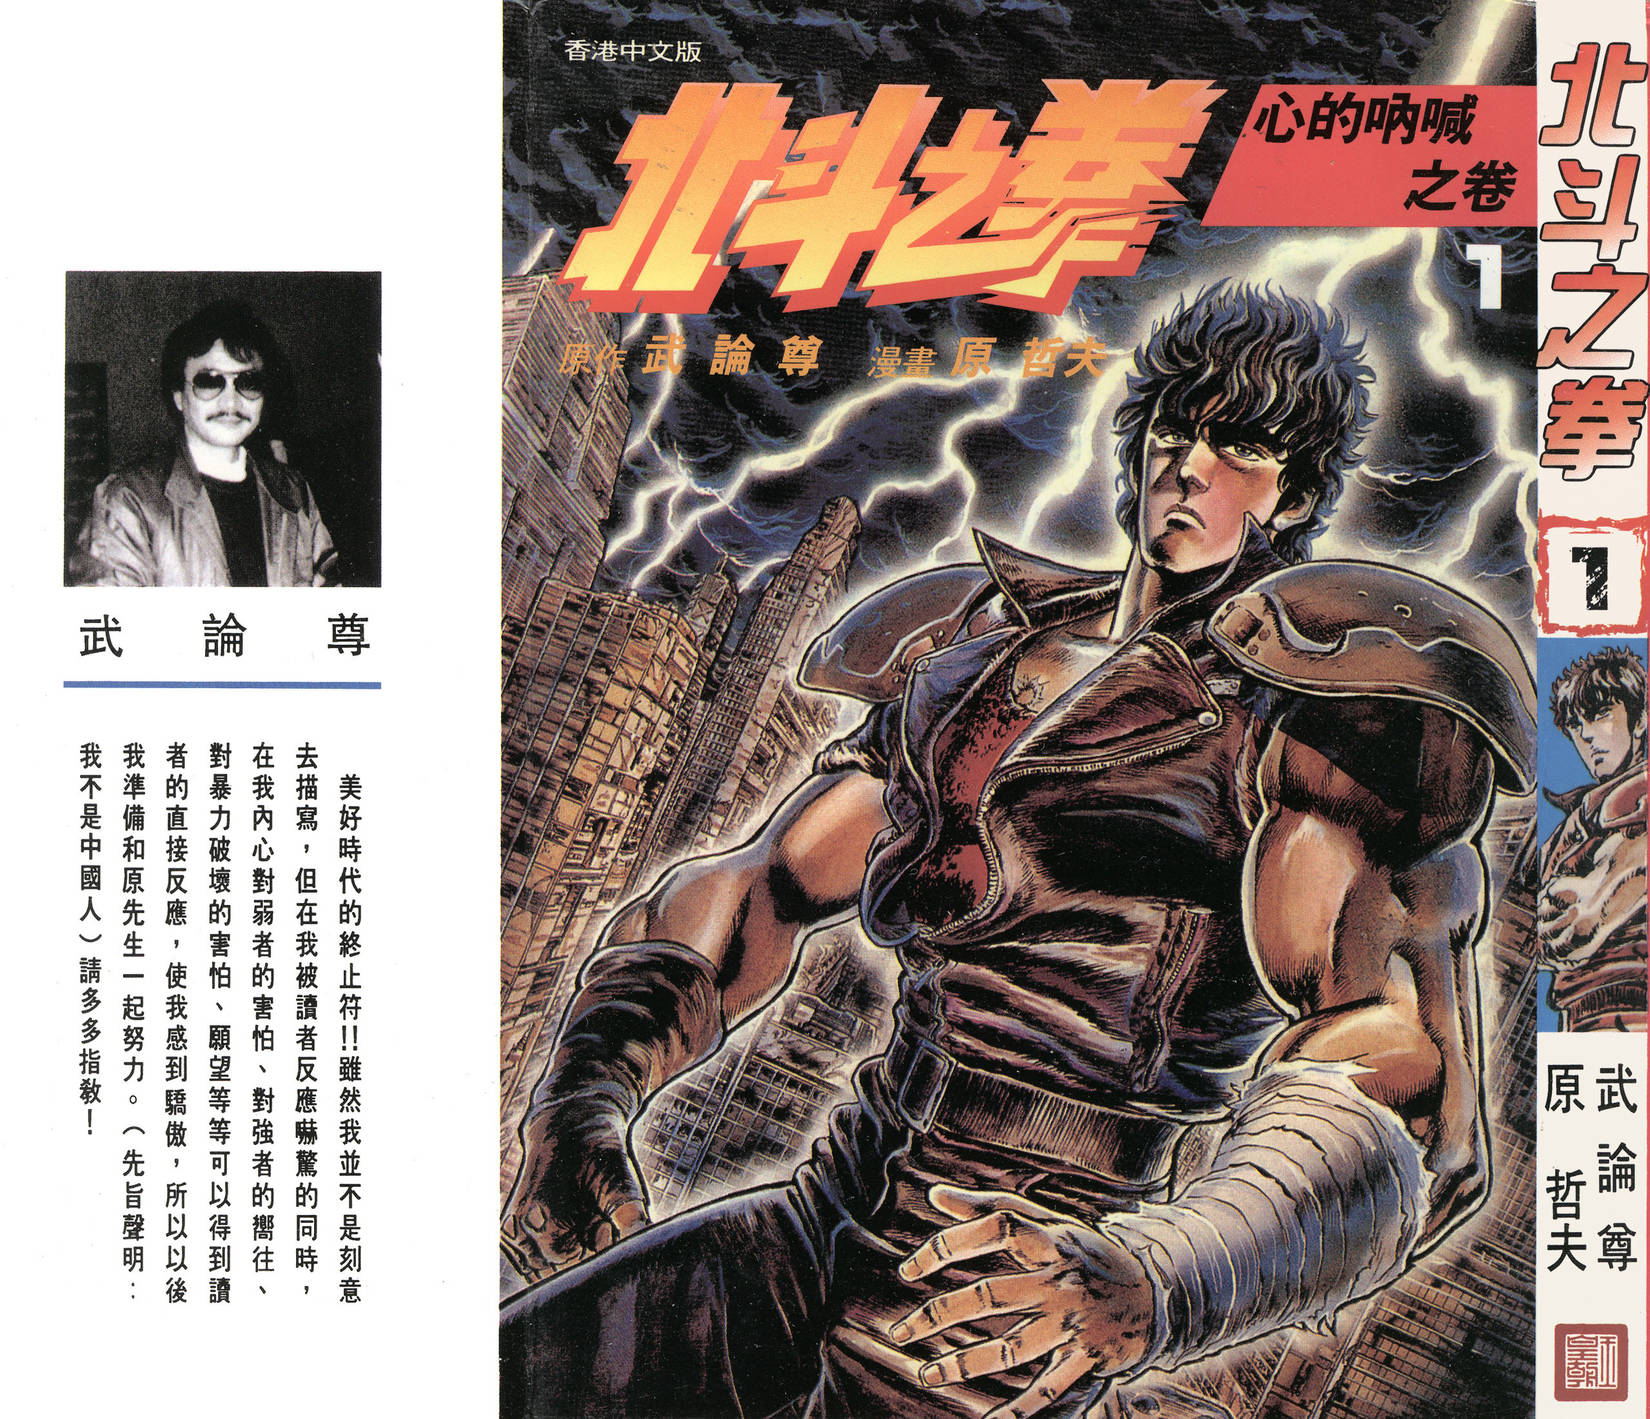 武論尊
美好時代的終止符!!雖然我並不是刻意
去描寫，但在我被讀者反應嚇驚的同時，
在我內心對弱者的害怕、對強者的嚮往、
對暴力破壞的害怕、願望等等可以得到讀
者的直接反應，使我感到驕傲，所以以後
我準備和原先生一起努力。（先旨聲明：
我不是中國人）請多多指教！
香港中文版
北斗之拳
心的吶喊
之卷
1
原作 武論尊 漫畫 原哲夫
北斗之拳
1
武論尊
原哲夫